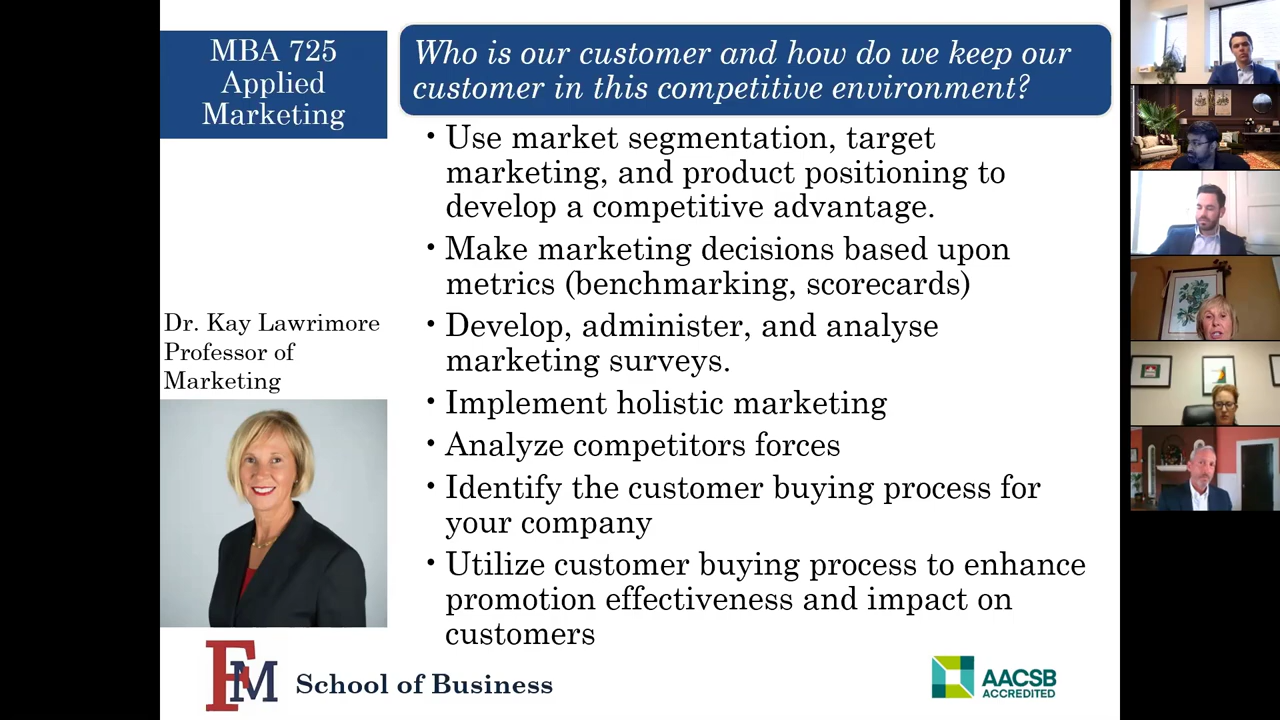 MBA 725
Applied
Marketing
Who is our customer and how do we keep our
customer in this competitive environment?
• Use market segmentation, target
marketing, and product positioning to
develop a competitive advantage.
• Make marketing decisions based upon
metrics (benchmarking, scorecards)
• Develop, administer, and analyse
marketing surveys.
• Implement holistic marketing
• Analyze competitors forces
• Identify the customer buying process for
your company
• Utilize customer buying process to enhance
promotion effectiveness and impact on
customers
Dr. Kay Lawrimore
Professor of
Marketing
FM
School of Business
AACSB
ACCREDITED